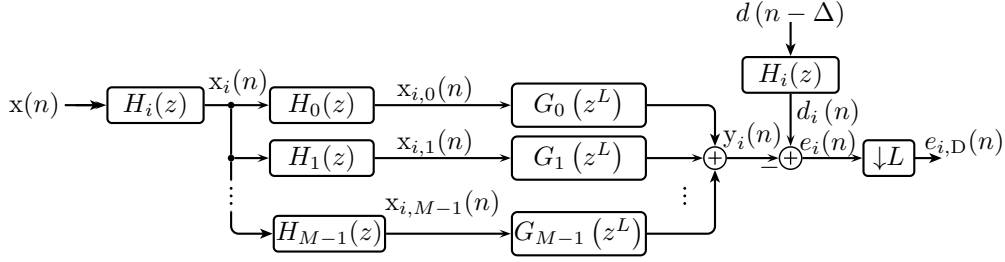 d (n − Δ)
x(n) H_i(z) x_i(n) H_0(z) x_{i,0}(n) G_0 (z^L) H_i(z)
d_i (n)
H_1(z) x_{i,1}(n) G_1 (z^L) + y_i(n) − + e_i(n) ↓L e_{i,D}(n)
⋮ ⋮
H_{M−1}(z) x_{i,M−1}(n) G_{M−1} (z^L)